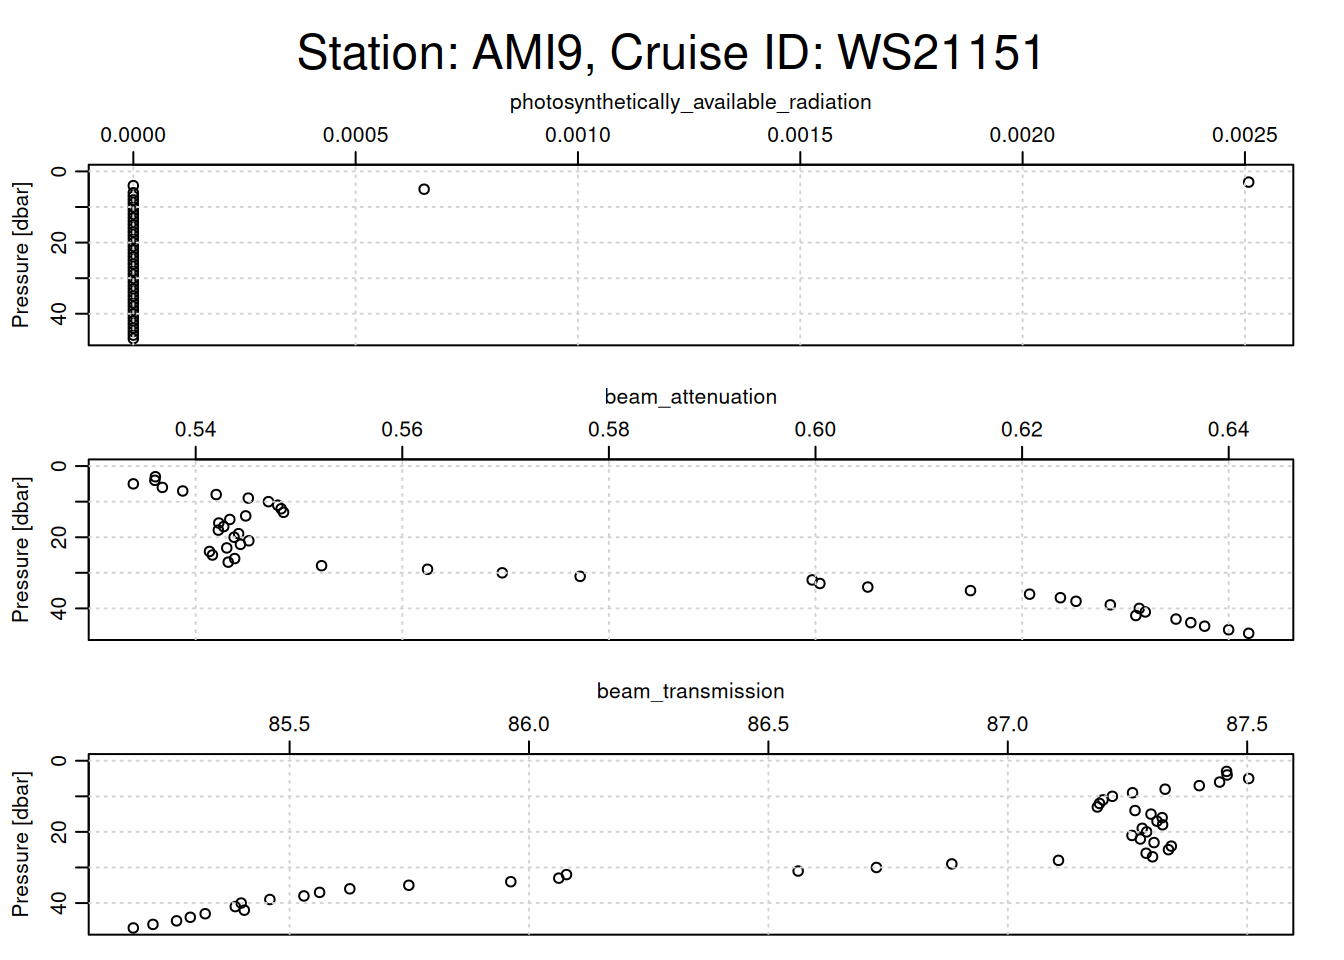 Station: AMI9, Cruise ID: WS21151
photosynthetically_available_radiation
0.0000 0.0005 0.0010 0.0015 0.0020 0.0025
Pressure [dbar]
0 20 40
beam_attenuation
0.54 0.56 0.58 0.60 0.62 0.64
Pressure [dbar]
0 20 40
beam_transmission
85.5 86.0 86.5 87.0 87.5
Pressure [dbar]
0 20 40